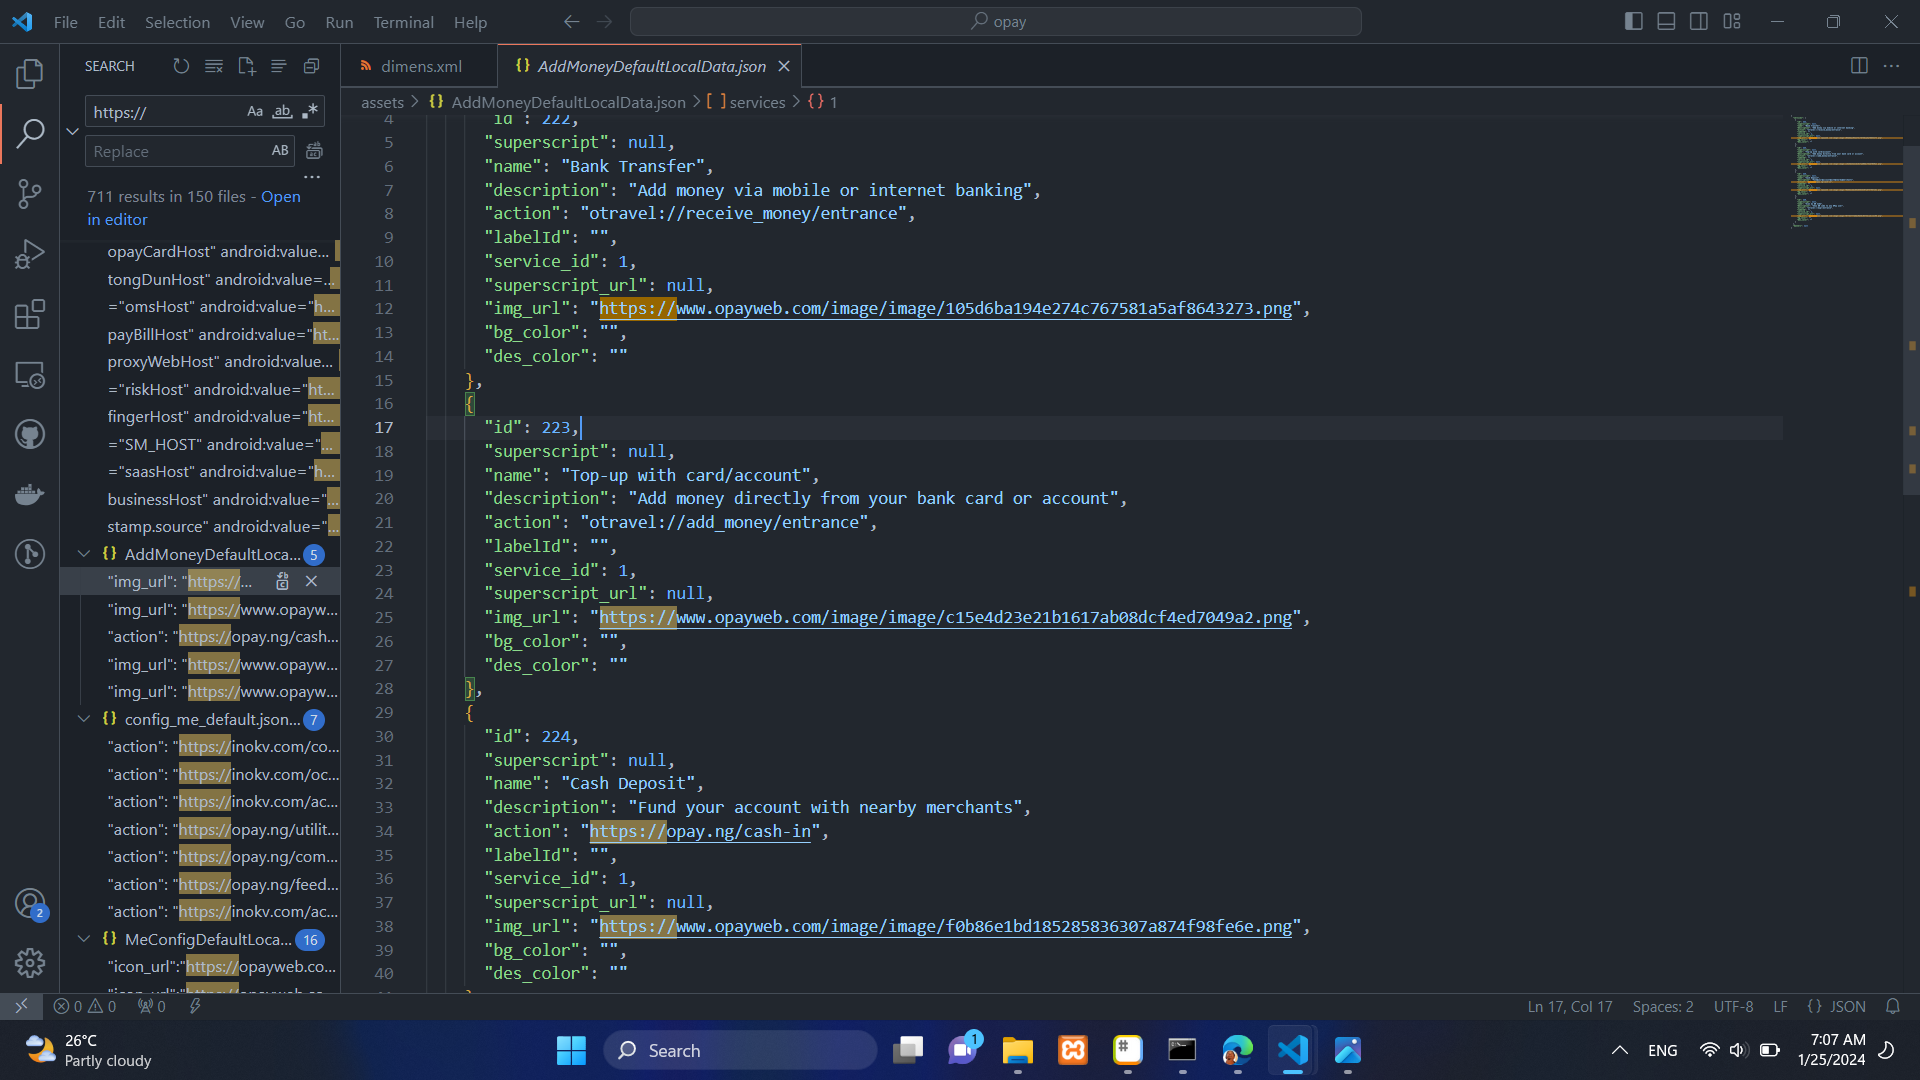 File Edit Selection View Go Run Terminal Help
opay
SEARCH
https://
Aa ab
Replace
AB
711 results in 150 files - Open
in editor
opayCardHost" android:value...
tongDunHost" android:value=...
="omsHost" android:value="h...
payBillHost" android:value="ht...
proxyWebHost" android:value...
="riskHost" android:value="ht...
fingerHost" android:value="ht...
="SM_HOST" android:value="...
="saasHost" android:value="h...
businessHost" android:value="...
stamp.source" android:value="...
{} AddMoneyDefaultLoca... 5
"img_url": "https://...
"img_url": "https://www.opayw...
"action": "https://opay.ng/cash...
"img_url": "https://www.opayw...
"img_url": "https://www.opayw...
{} config_me_default.json... 7
"action": "https://inokv.com/co...
"action": "https://inokv.com/oc...
"action": "https://inokv.com/ac...
"action": "https://opay.ng/utilit...
"action": "https://opay.ng/com...
"action": "https://opay.ng/feed...
"action": "https://inokv.com/ac...
{} MeConfigDefaultLoca... 16
"icon_url":"https://opayweb.co...
2
dimens.xml
{} AddMoneyDefaultLocalData.json
assets > {} AddMoneyDefaultLocalData.json > [ ] services > {} 1
4 "id": 222,
5 "superscript": null,
6 "name": "Bank Transfer",
7 "description": "Add money via mobile or internet banking",
8 "action": "otravel://receive_money/entrance",
9 "labelId": "",
10 "service_id": 1,
11 "superscript_url": null,
12 "img_url": "https://www.opayweb.com/image/image/105d6ba194e274c767581a5af8643273.png",
13 "bg_color": "",
14 "des_color": ""
15 },
16 {
17 "id": 223,
18 "superscript": null,
19 "name": "Top-up with card/account",
20 "description": "Add money directly from your bank card or account",
21 "action": "otravel://add_money/entrance",
22 "labelId": "",
23 "service_id": 1,
24 "superscript_url": null,
25 "img_url": "https://www.opayweb.com/image/image/c15e4d23e21b1617ab08dcf4ed7049a2.png",
26 "bg_color": "",
27 "des_color": ""
28 },
29 {
30 "id": 224,
31 "superscript": null,
32 "name": "Cash Deposit",
33 "description": "Fund your account with nearby merchants",
34 "action": "https://opay.ng/cash-in",
35 "labelId": "",
36 "service_id": 1,
37 "superscript_url": null,
38 "img_url": "https://www.opayweb.com/image/image/f0b86e1bd185285836307a874f98fe6e.png",
39 "bg_color": "",
40 "des_color": ""
0 0 0
Ln 17, Col 17 Spaces: 2 UTF-8 LF {} JSON
26°C
Partly cloudy
Search
1
ENG
7:07 AM
1/25/2024